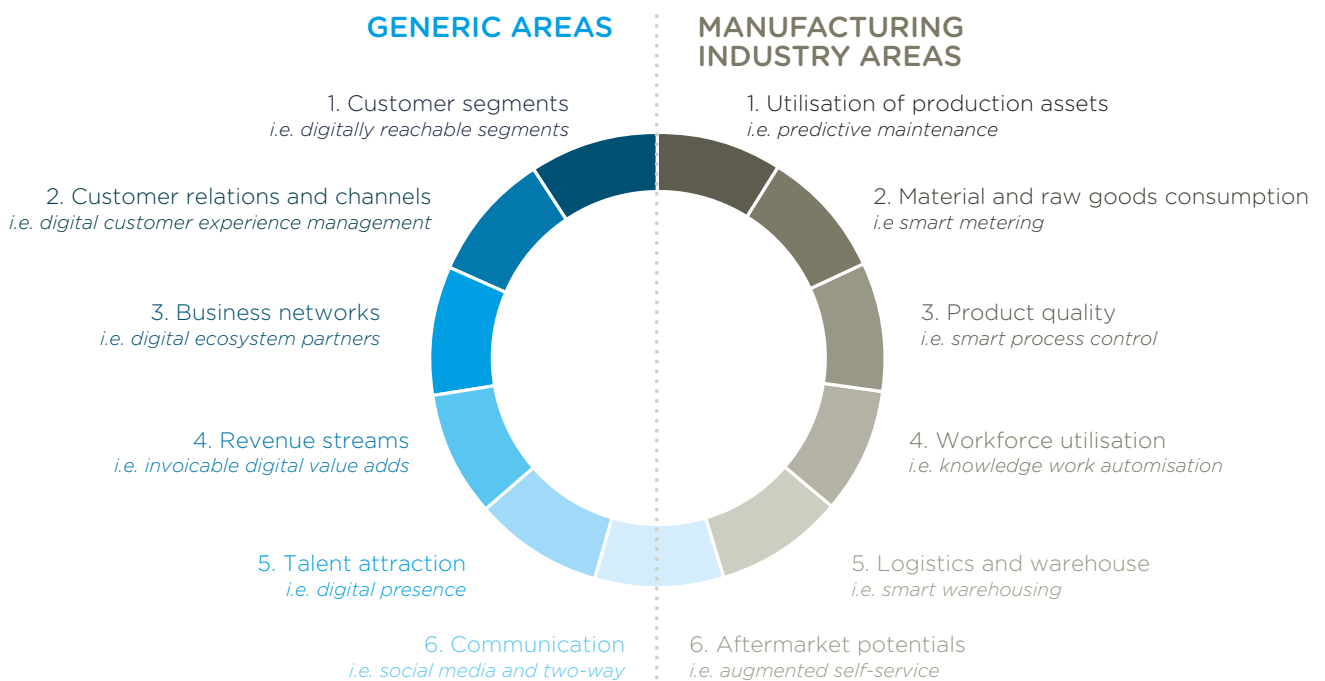 GENERIC AREAS
1. Customer segments
i.e. digitally reachable segments
2. Customer relations and channels
i.e. digital customer experience management
3. Business networks
i.e. digital ecosystem partners
4. Revenue streams
i.e. invoicable digital value adds
5. Talent attraction
i.e. digital presence
6. Communication
i.e. social media and two-way
MANUFACTURING
INDUSTRY AREAS
1. Utilisation of production assets
i.e. predictive maintenance
2. Material and raw goods consumption
i.e smart metering
3. Product quality
i.e. smart process control
4. Workforce utilisation
i.e. knowledge work automisation
5. Logistics and warehouse
i.e. smart warehousing
6. Aftermarket potentials
i.e. augmented self-service